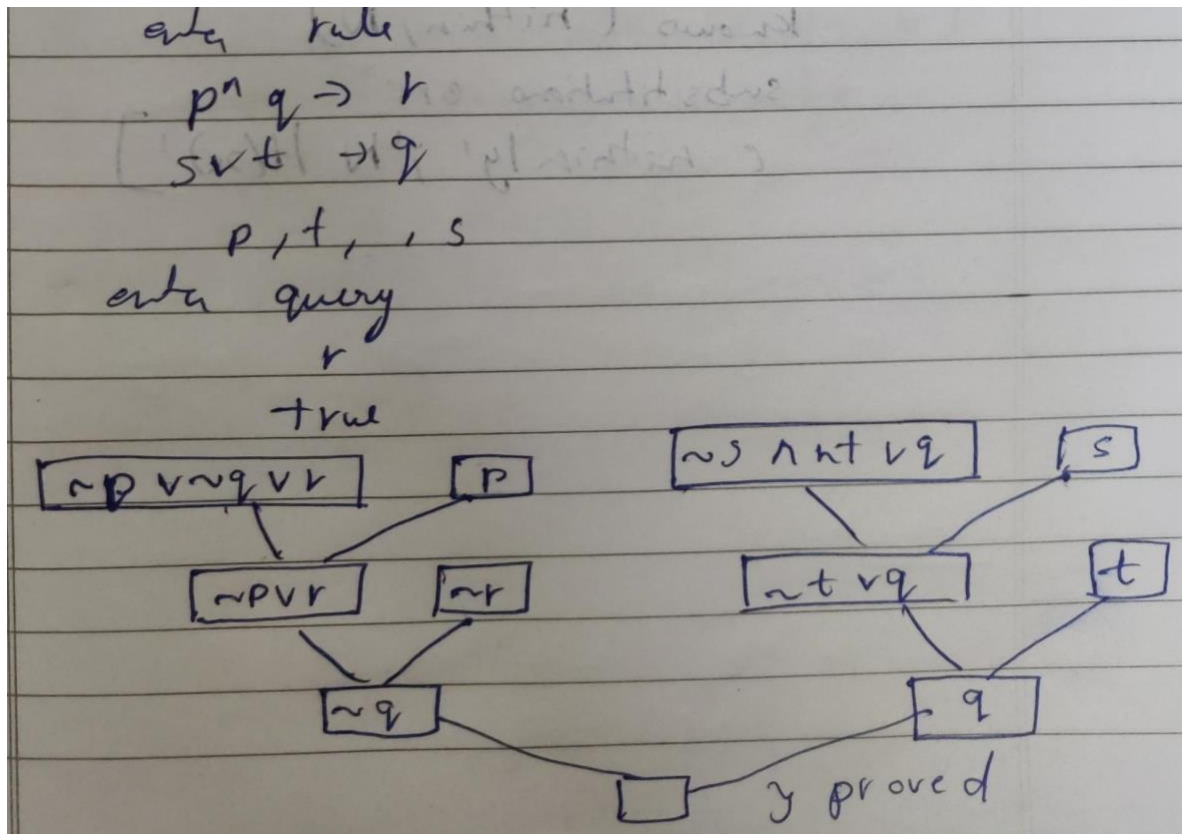 enter rule
p^ q → r
s v t → q
p, t, , s
enter query
r
true
~p v ~q v r p ~s ∧ ~t v q s
~p v r ~r ~t v q t
~q q
y proved